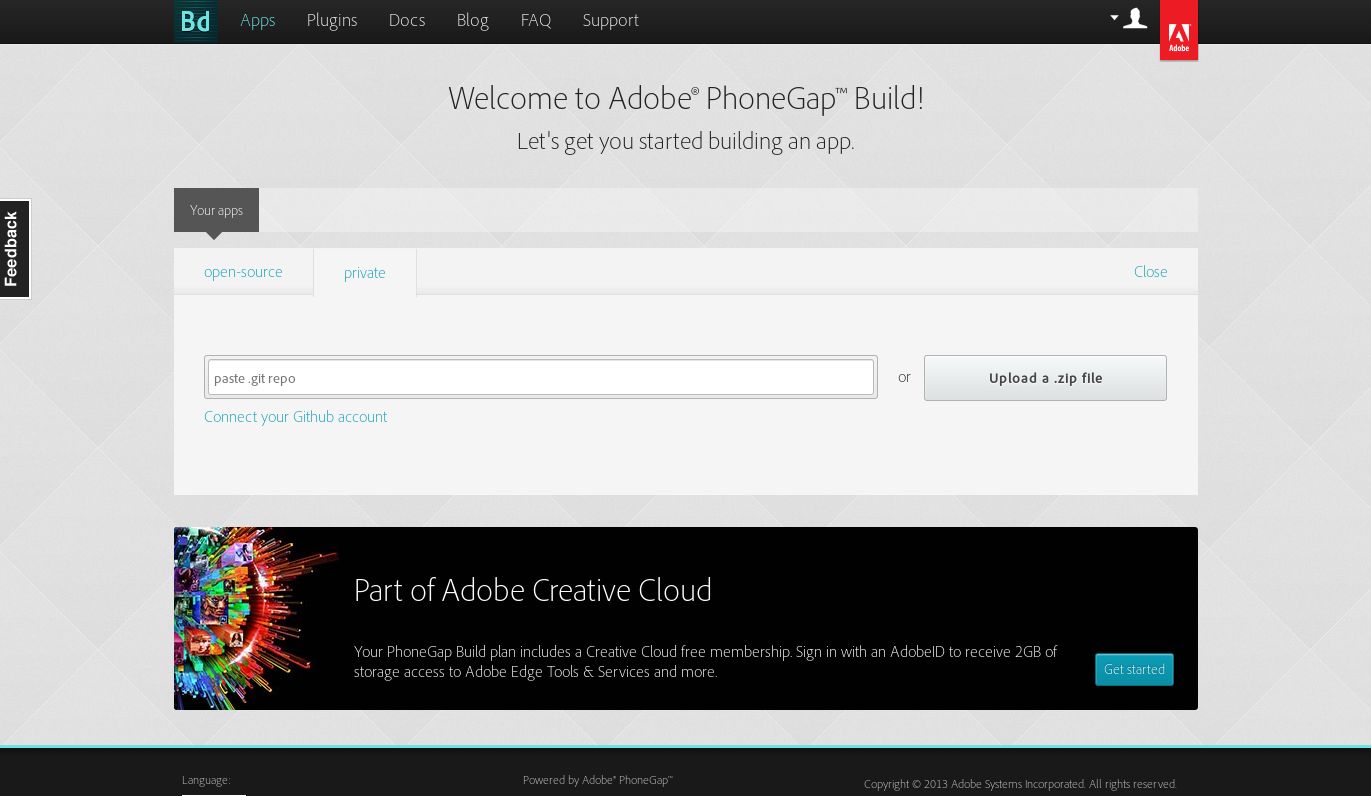 Bd Apps Plugins Docs Blog FAQ Support
Adobe
Welcome to Adobe® PhoneGap™ Build!
Let's get you started building an app.
Your apps
Feedback
open-source private Close
paste .git repo or Upload a .zip file
Connect your Github account
Part of Adobe Creative Cloud
Your PhoneGap Build plan includes a Creative Cloud free membership. Sign in with an AdobeID to receive 2GB of
storage access to Adobe Edge Tools & Services and more.
Get started
Language: Powered by Adobe® PhoneGap™ Copyright © 2013 Adobe Systems Incorporated. All rights reserved.